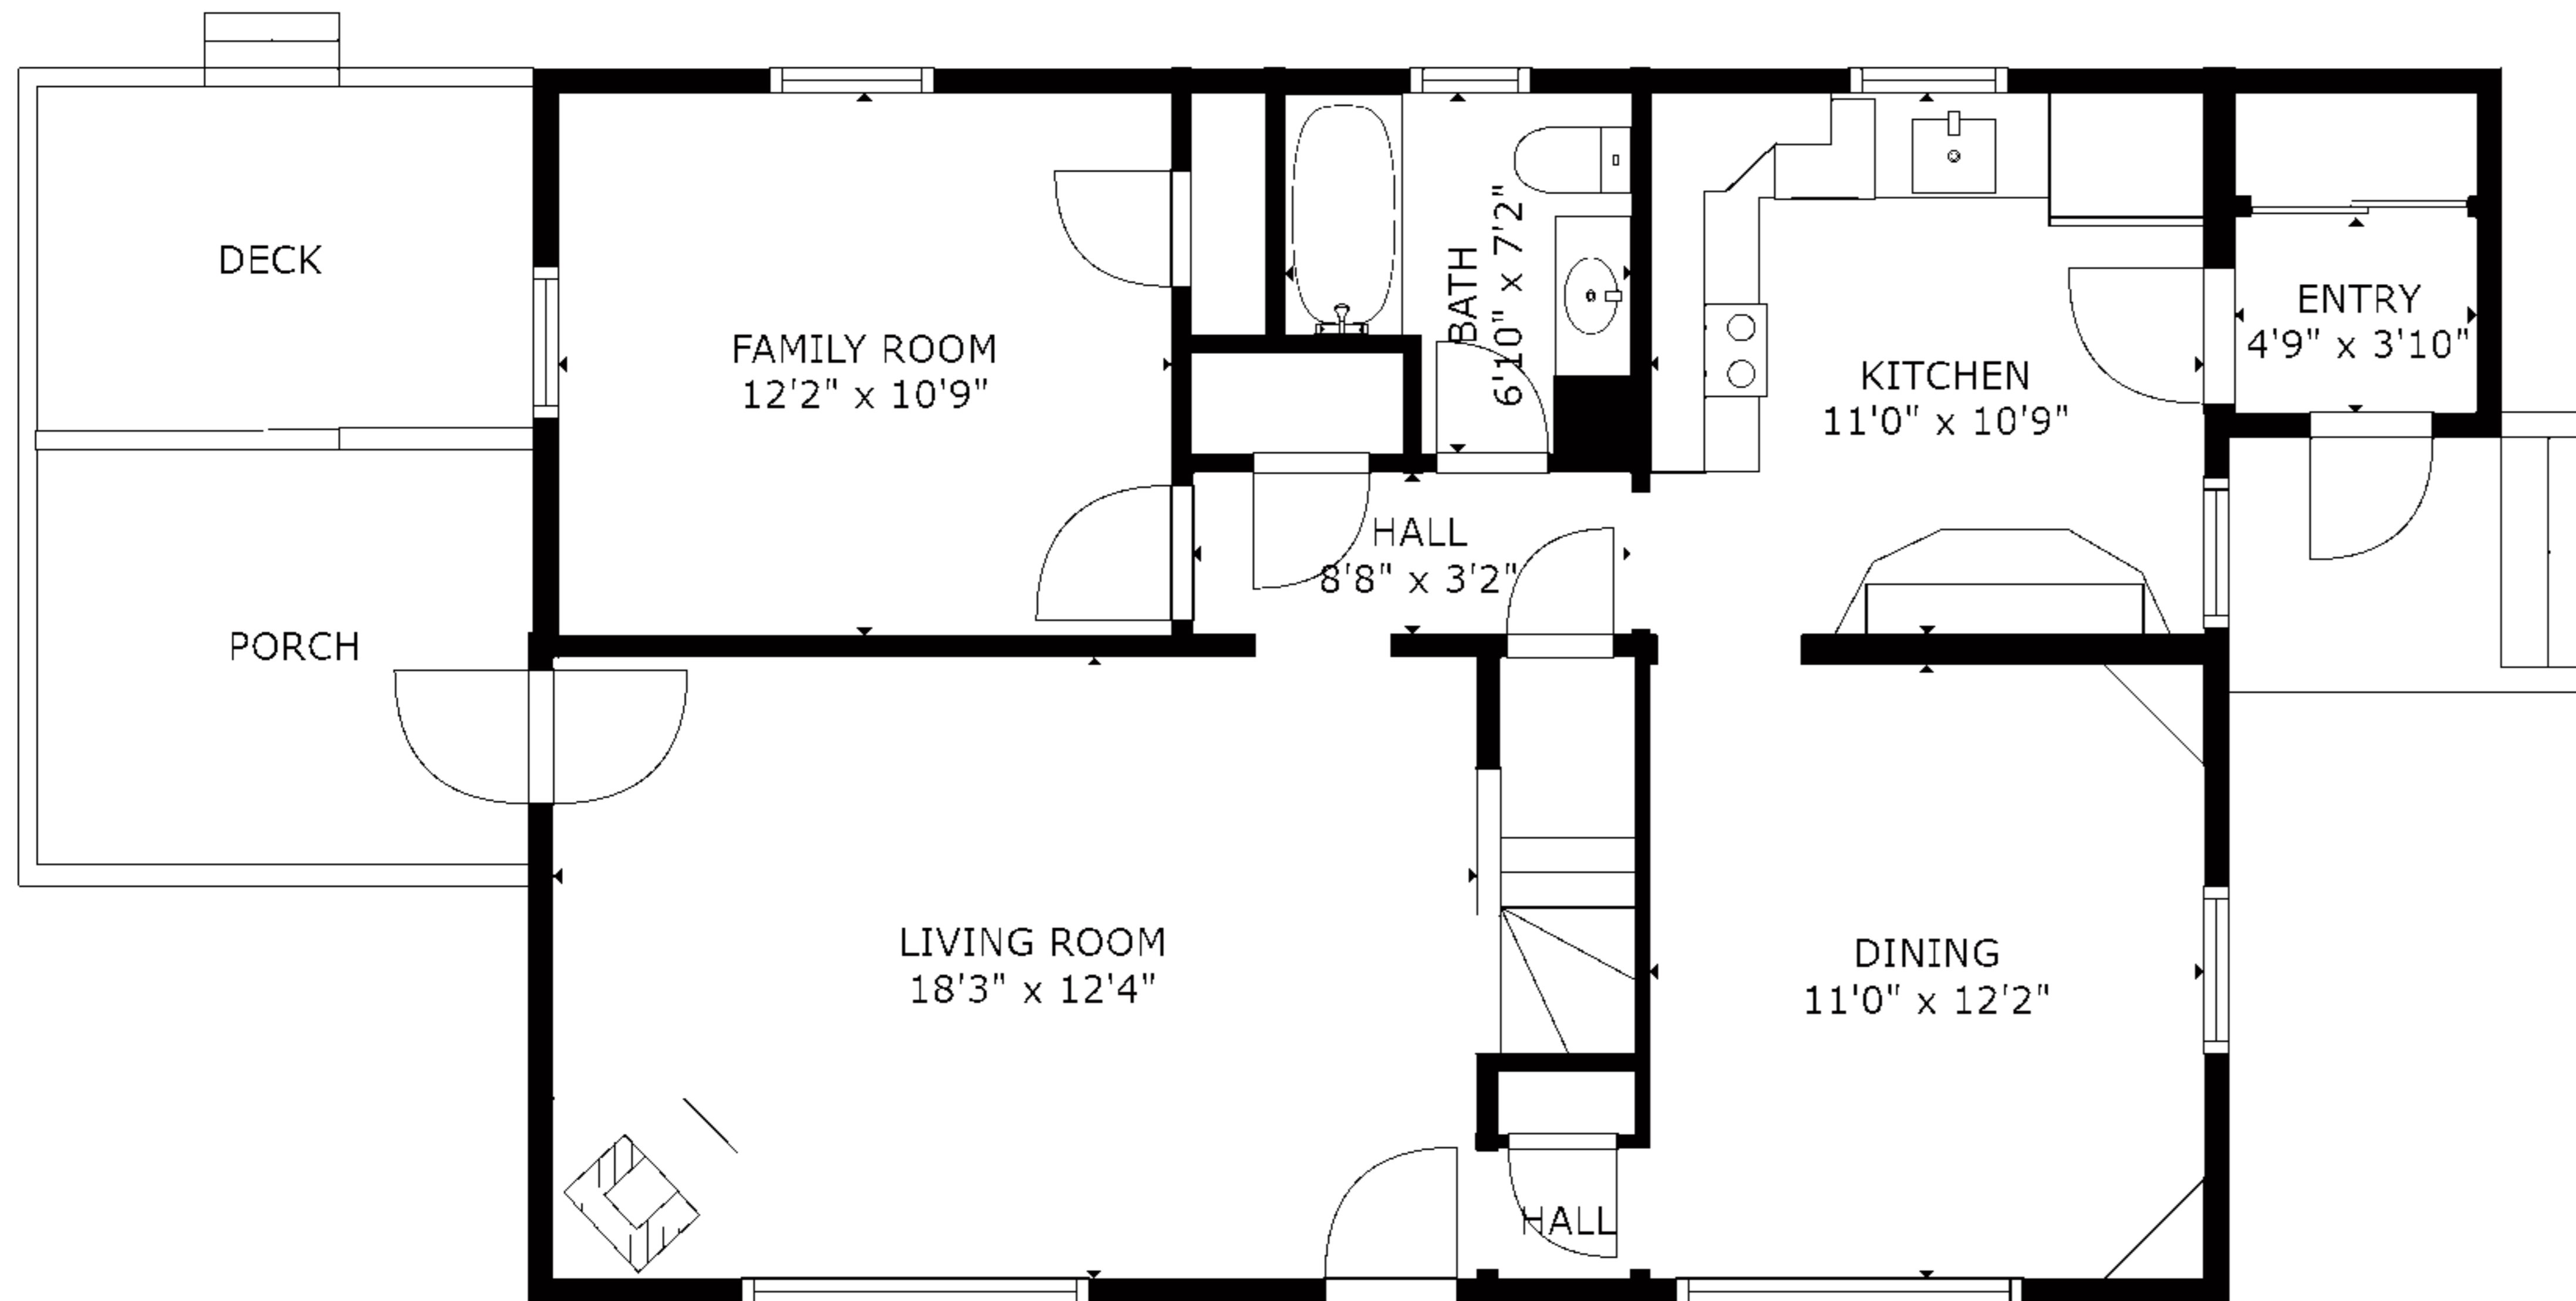 DECK
FAMILY ROOM
12'2" x 10'9"
BATH
6'10" x 7'2"
KITCHEN
11'0" x 10'9"
ENTRY
4'9" x 3'10"
HALL
8'8" x 3'2"
PORCH
LIVING ROOM
18'3" x 12'4"
DINING
11'0" x 12'2"
HALL